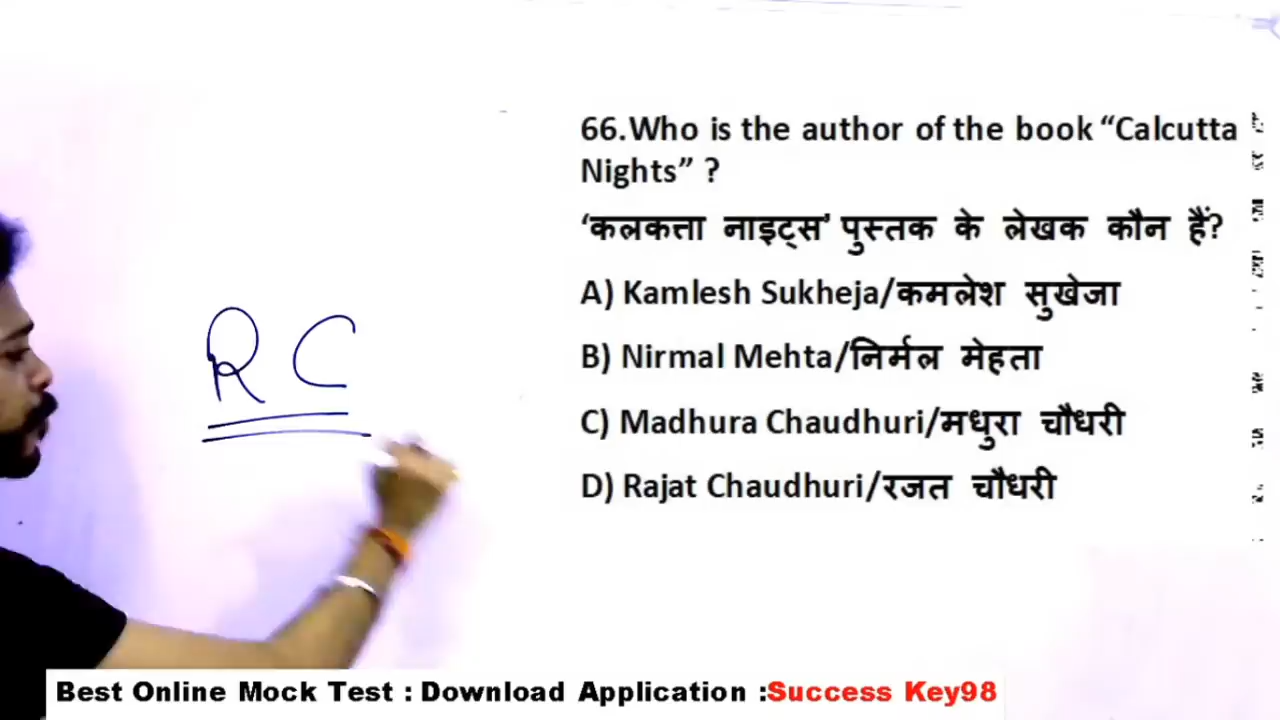 66.Who is the author of the book “Calcutta
Nights” ?
‘कलकत्ता नाइट्स’ पुस्तक के लेखक कौन हैं?
A) Kamlesh Sukheja/कमलेश सुखेजा
B) Nirmal Mehta/निर्मल मेहता
C) Madhura Chaudhuri/मधुरा चौधरी
D) Rajat Chaudhuri/रजत चौधरी
R C
Best Online Mock Test : Download Application :Success Key98